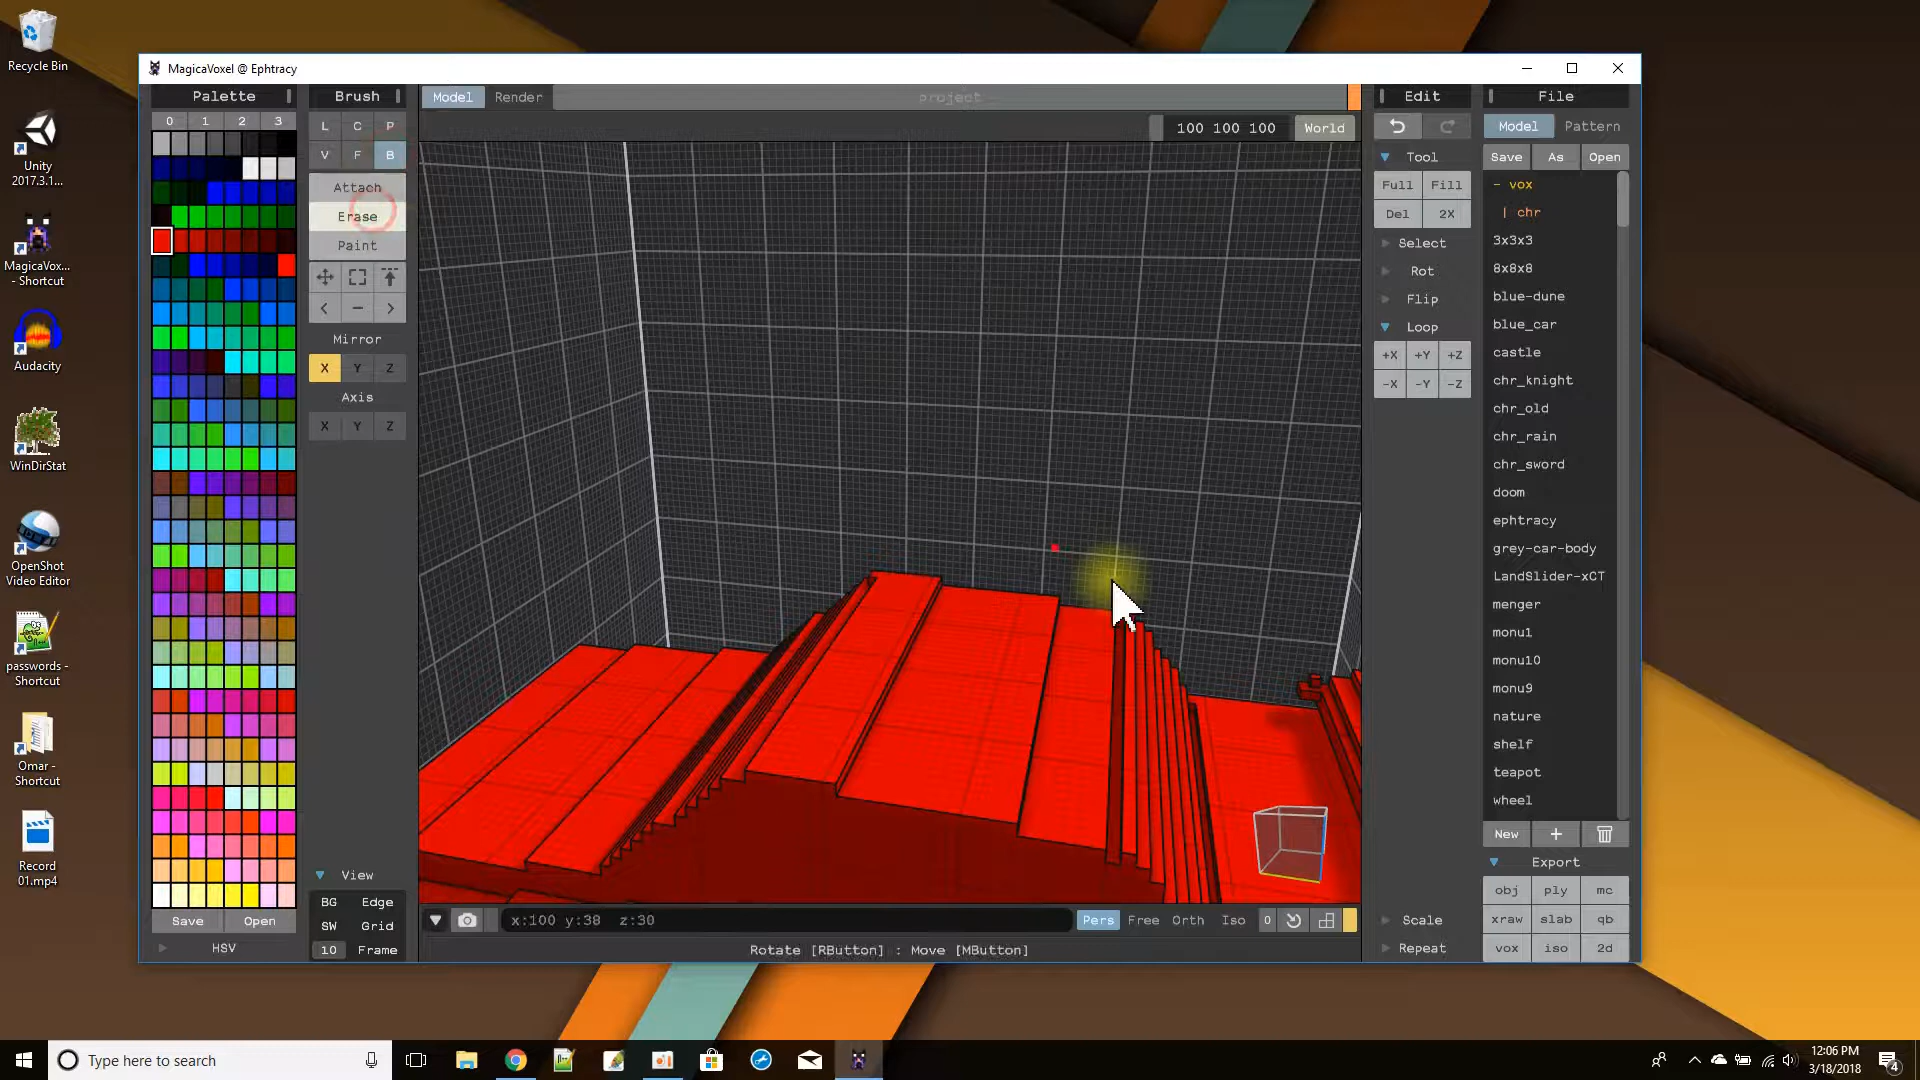 Recycle Bin
Unity
2017.3.1...
MagicaVox...
- Shortcut
Audacity
WinDirStat
OpenShot
Video Editor
passwords -
Shortcut
Omar -
Shortcut
Record
01.mp4
MagicaVoxel @ Ephtracy
Palette
0 1 2 3
Save Open
HSV
Brush
L C P
V F B
Attach
Erase
Paint
< - >
Mirror
X Y Z
Axis
X Y Z
View
BG Edge
SW Grid
10 Frame
Model Render
project
100 100 100 World
x:100 y:38 z:30
Pers Free Orth Iso 0
Rotate [RButton] : Move [MButton]
Edit
Tool
Full Fill
Del 2X
Select
Rot
Flip
Loop
+X +Y +Z
-X -Y -Z
Scale
Repeat
File
Model Pattern
Save As Open
- vox
| chr
3x3x3
8x8x8
blue-dune
blue_car
castle
chr_knight
chr_old
chr_rain
chr_sword
doom
ephtracy
grey-car-body
LandSlider-xCT
menger
monu1
monu10
monu9
nature
shelf
teapot
wheel
New +
Export
obj ply mc
xraw slab qb
vox iso 2d
Type here to search
12:06 PM
3/18/2018
4